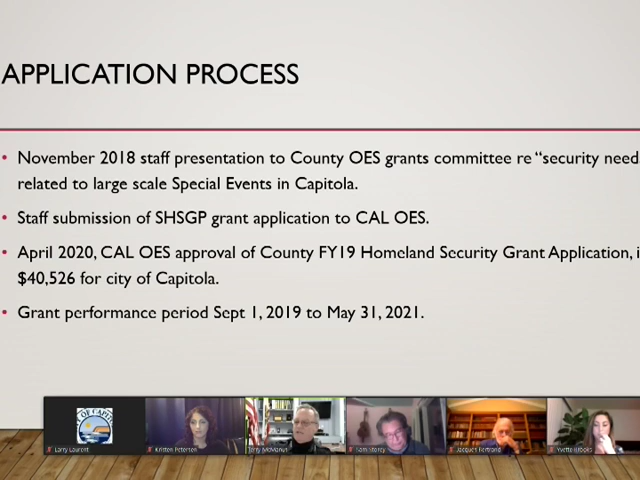 APPLICATION PROCESS
• November 2018 staff presentation to County OES grants committee re “security need
related to large scale Special Events in Capitola.
• Staff submission of SHSGP grant application to CAL OES.
• April 2020, CAL OES approval of County FY19 Homeland Security Grant Application, i
$40,526 for city of Capitola.
• Grant performance period Sept 1, 2019 to May 31, 2021.
Larry Laurent
Kristen Petersen
Terry McManus
Sam Storey
Jacques Bertrand
Yvette Brooks